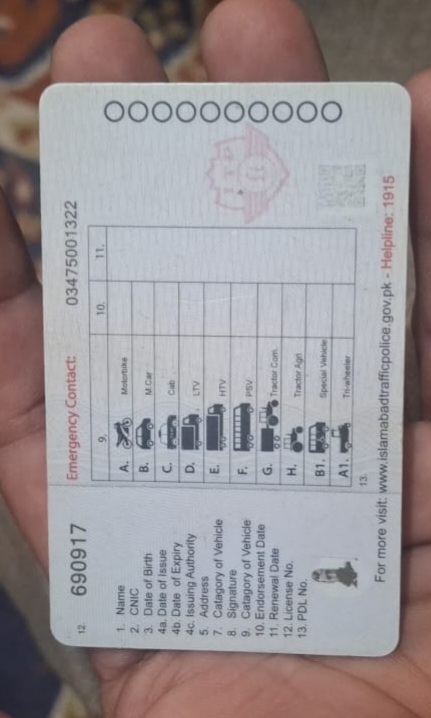 12. 690917
Emergency Contact: 03475001322
1. Name
2. CNIC
3. Date of Birth
4a. Date of Issue
4b. Date of Expiry
4c. Issuing Authority
5. Address
7. Catagory of Vehicle
8. Signature
9. Catagory of Vehicle
10. Endorsement Date
11. Renewal Date
12. License No.
13. PDL No.
9. 10. 11.
A. Motorbike
B. M.Car
C. Cab
D. LTV
E. HTV
F. PSV
G. Tractor Com.
H. Tractor Agri
B1. Special Vehicle
A1. Tri-wheeler
13.
For more visit: www.islamabadtrafficpolice.gov.pk - Helpline: 1915